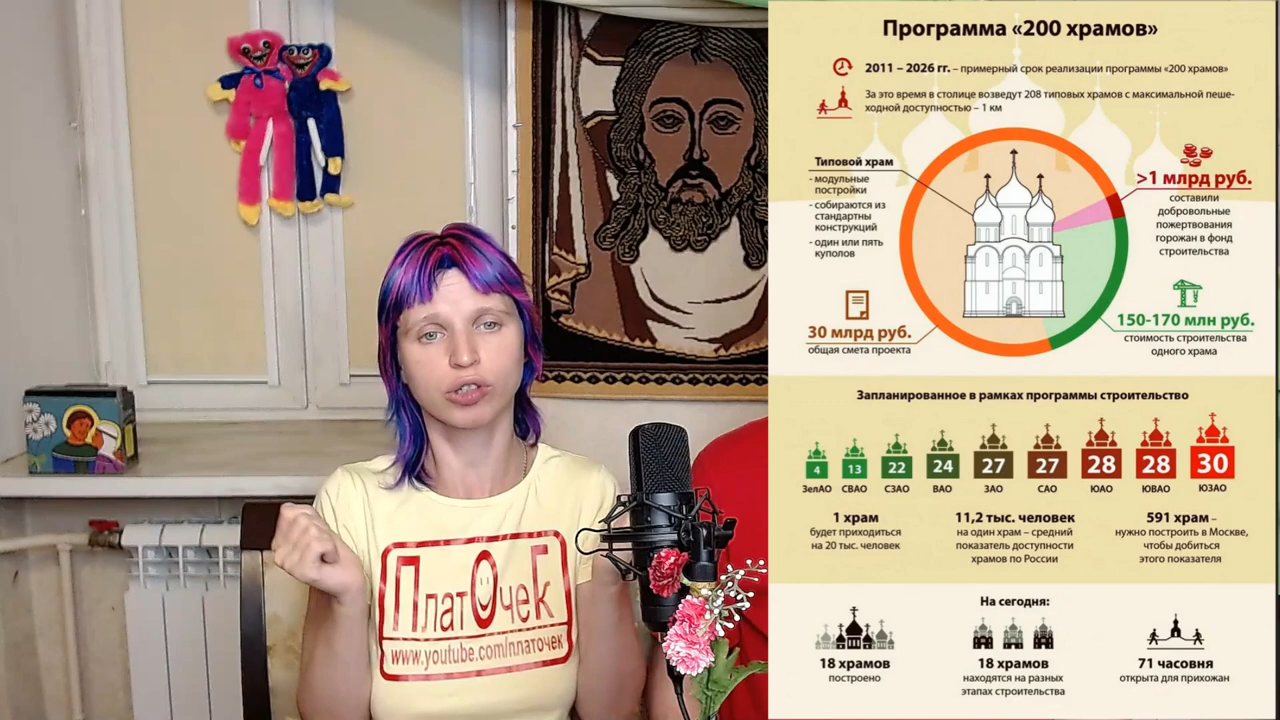 ПлатОчеК
www.youtube.com/платочек
Программа «200 храмов»
2011 – 2026 гг. – примерный срок реализации программы «200 храмов»
За это время в столице возведут 208 типовых храмов с максимальной пеше-
ходной доступностью – 1 км
Типовой храм
- модульные
постройки
- собираются из
стандартны
конструкций
- один или пять
куполов
>1 млрд руб.
составили
добровольные
пожертвования
горожан в фонд
строительства
30 млрд руб.
общая смета проекта
150-170 млн руб.
стоимость строительства
одного храма
Запланированное в рамках программы строительство
4 13 22 24 27 27 28 28 30
ЗелАО СВАО СЗАО ВАО ЗАО САО ЮАО ЮВАО ЮЗАО
1 храм
будет приходиться
на 20 тыс. человек
11,2 тыс. человек
на один храм – средний
показатель доступности
храмов по России
591 храм –
нужно построить в Москве,
чтобы добиться
этого показателя
На сегодня:
18 храмов
построено
18 храмов
находятся на разных
этапах строительства
71 часовня
открыта для прихожан